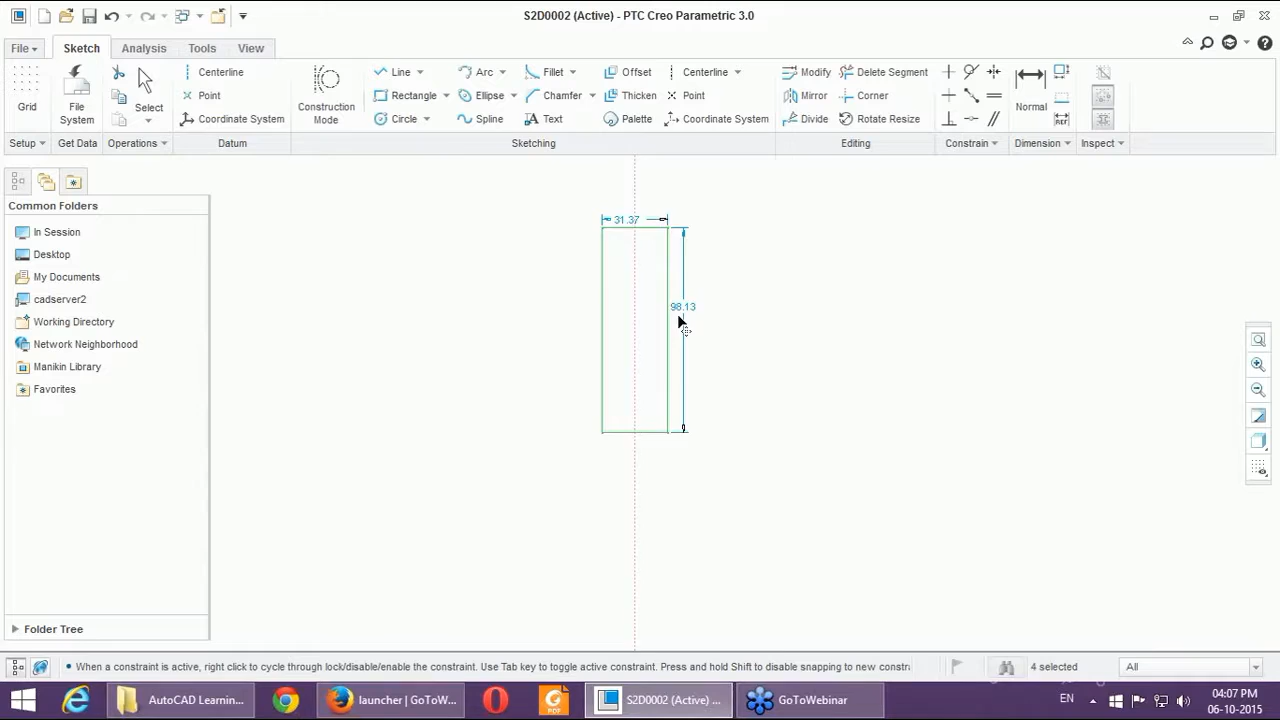 S2D0002 (Active) - PTC Creo Parametric 3.0
File Sketch Analysis Tools View
Grid
File System
Select
Centerline
Point
Coordinate System
Construction Mode
Line Arc Fillet Offset Centerline
Rectangle Ellipse Chamfer Thicken Point
Circle Spline Text Palette Coordinate System
Modify Delete Segment
Mirror Corner
Divide Rotate Resize
Normal
REF
Setup Get Data Operations Datum Sketching Editing Constrain Dimension Inspect
Common Folders
In Session
Desktop
My Documents
cadserver2
Working Directory
Network Neighborhood
Manikin Library
Favorites
Folder Tree
31.37
98.13
• When a constraint is active, right click to cycle through lock/disable/enable the constraint. Use Tab key to toggle active constraint. Press and hold Shift to disable snapping to new constr
4 selected
All
AutoCAD Learnin...
launcher | GoToW...
PDF
S2D0002 (Active) ...
GoToWebinar
EN
04:07 PM
06-10-2015